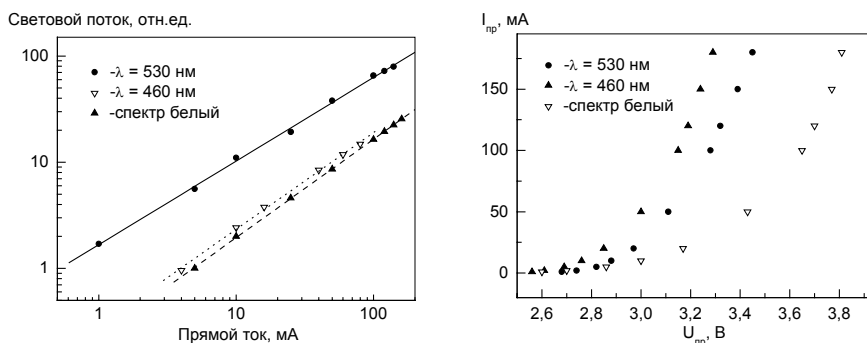 Световой поток, отн.ед.
100
10
1
-λ = 530 нм
-λ = 460 нм
-спектр белый
1 10 100
Прямой ток, мА
Iпр, мА
150
100
50
0
-λ = 530 нм
-λ = 460 нм
-спектр белый
2,6 2,8 3,0 3,2 3,4 3,6 3,8
Uпр, В